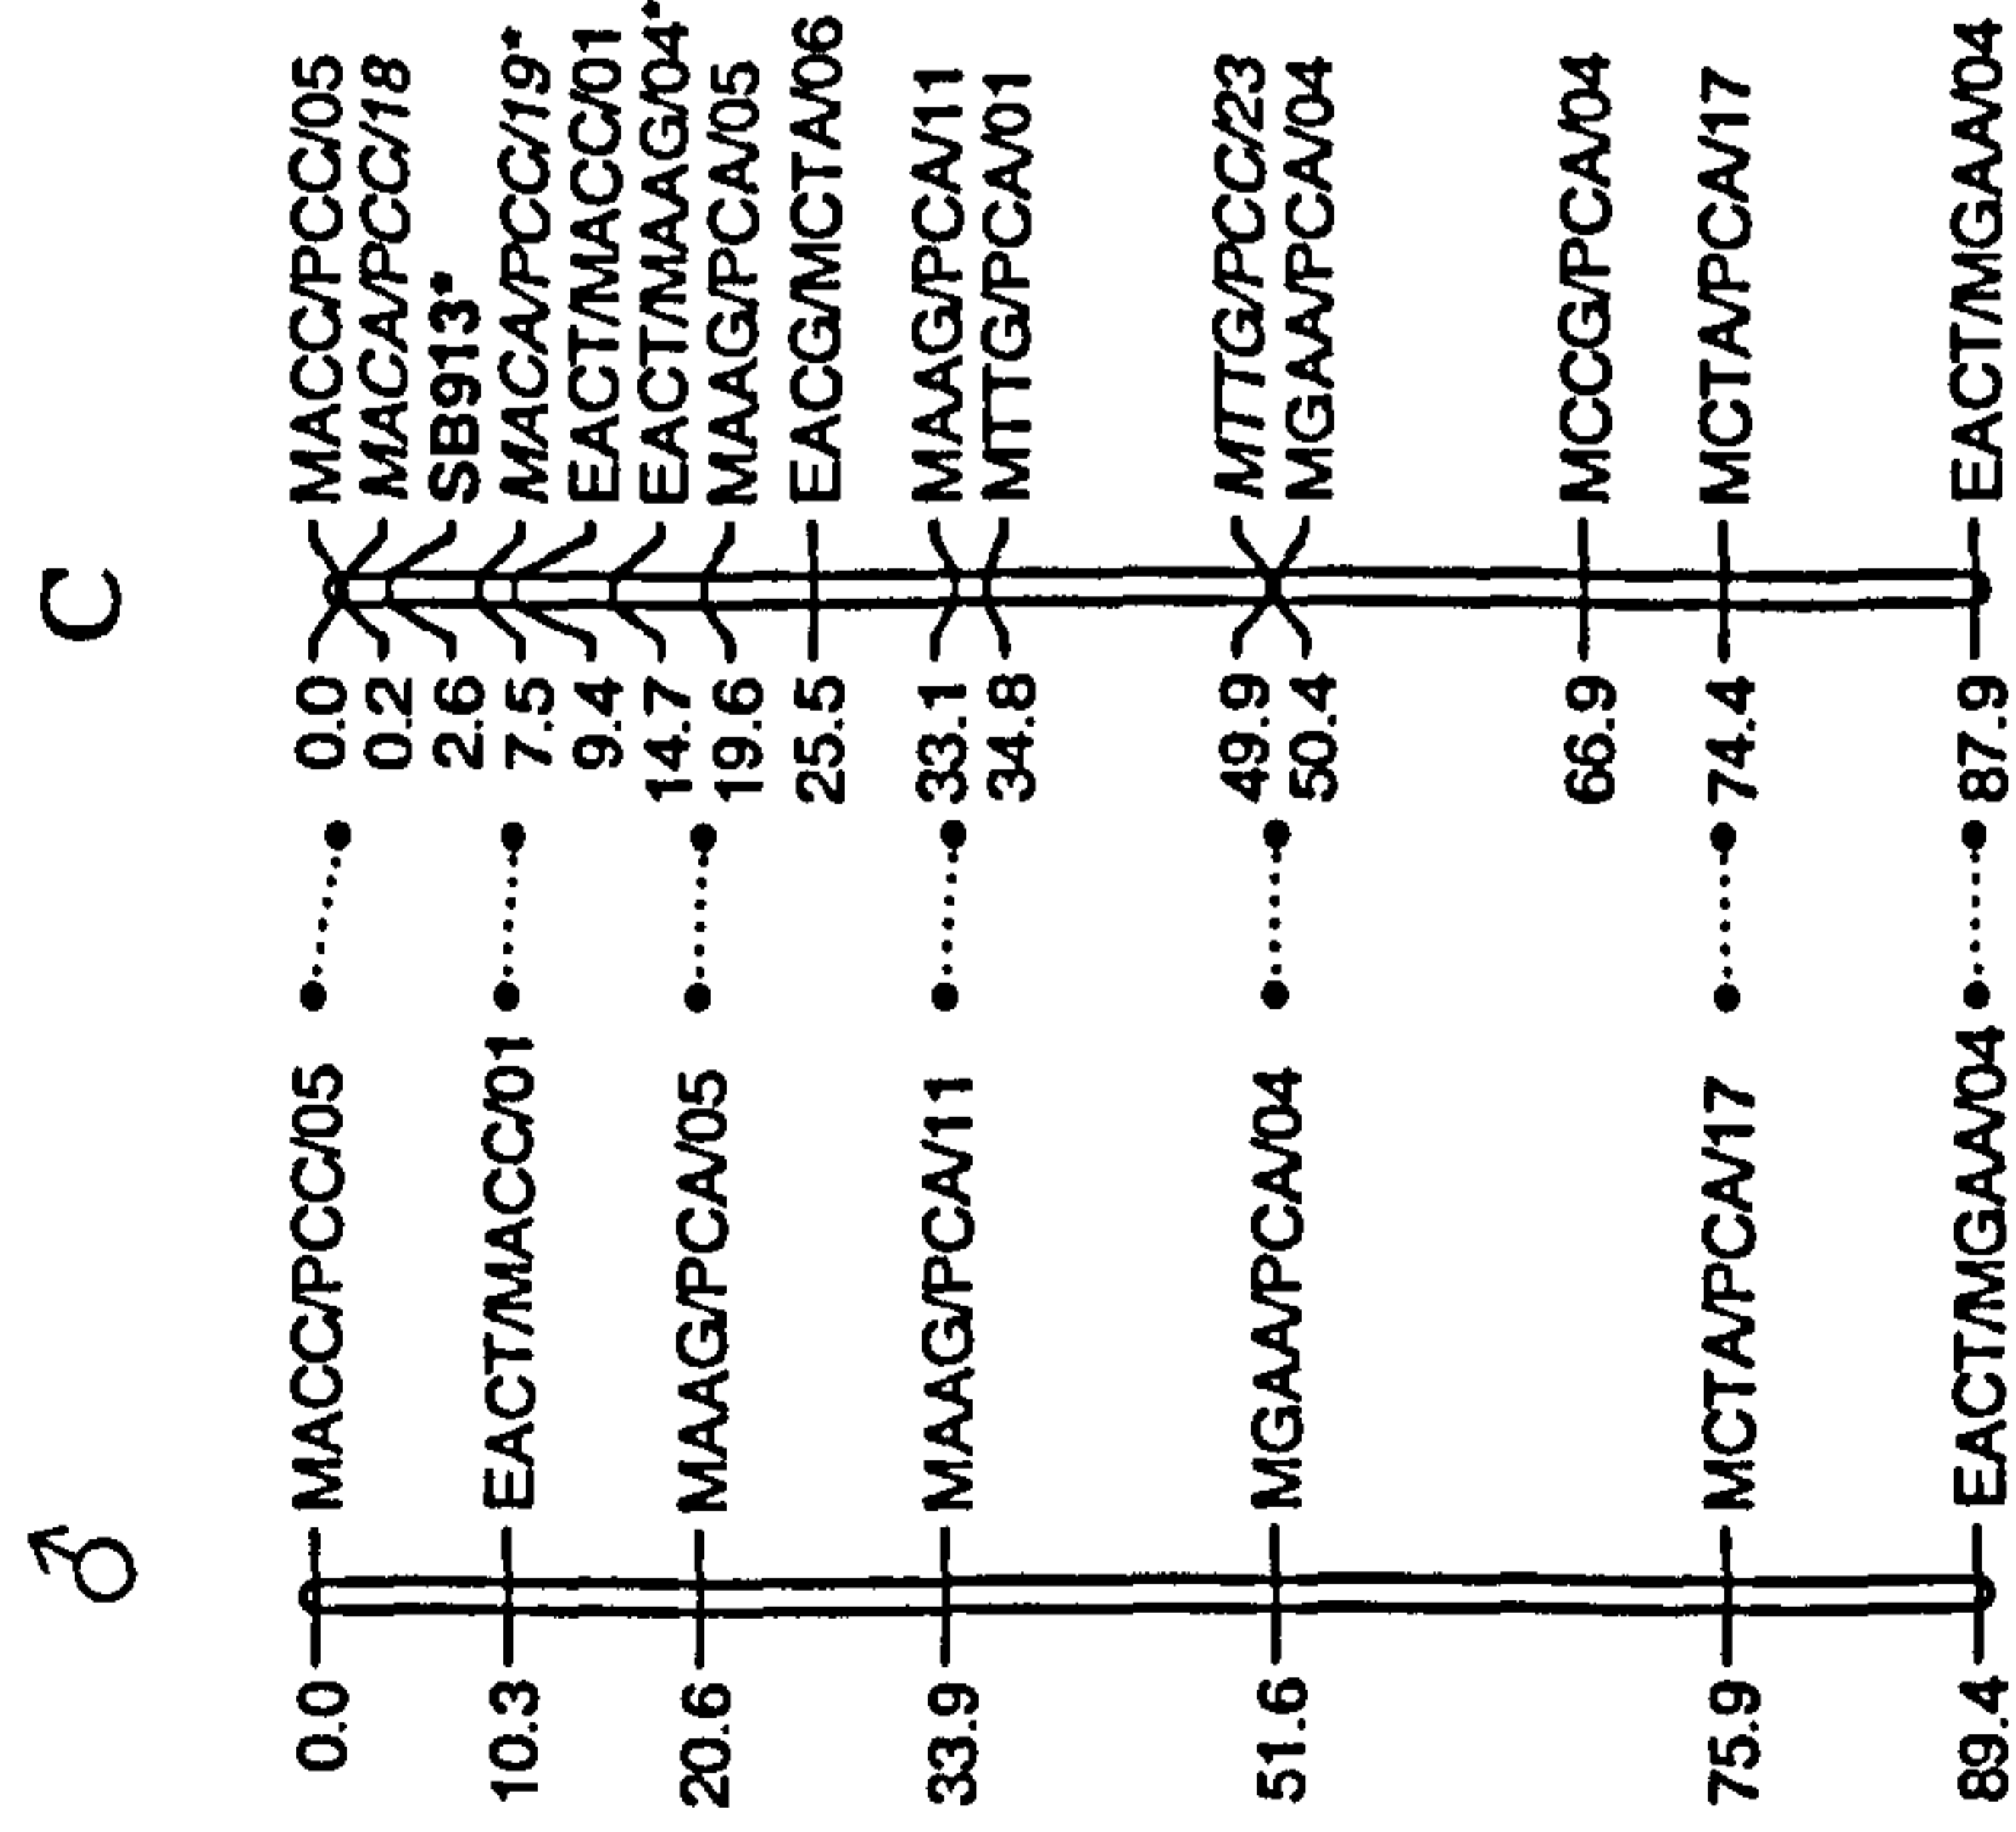 ♂
0.0 MACC/PCC/05
10.3 EACT/MACC/01
20.6 MAAG/PCA/05
33.9 MAAG/PCA/11
51.6 MGAA/PCA/04
75.9 MCTA/PCA/17
89.4 EACT/MGAA/04
C
0.0 MACC/PCC/05
0.2 MACA/PCC/18
2.6 SB913*
7.5 MACA/PCC/19*
9.4 EACT/MACC/01
14.7 EACT/MAAG/04*
19.6 MAAG/PCA/05
25.5 EACG/MCTA/06
33.1 MAAG/PCA/11
34.8 MTTG/PCA/01
49.9 MTTG/PCC/23
50.4 MGAA/PCA/04
66.9 MCCG/PCA/04
74.4 MCTA/PCA/17
87.9 EACT/MGAA/04